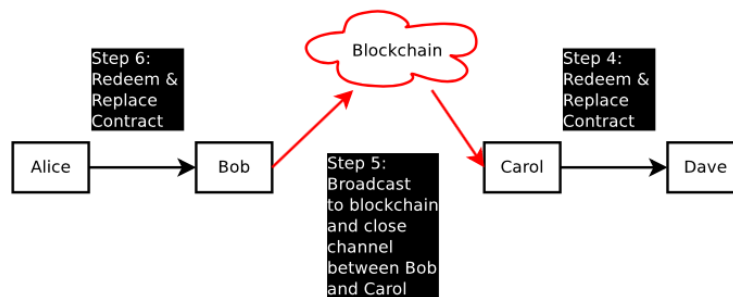 Blockchain
Step 6:
Redeem &
Replace
Contract
Step 4:
Redeem &
Replace
Contract
Alice
Bob
Step 5:
Broadcast
to blockchain
and close
channel
between Bob
and Carol
Carol
Dave